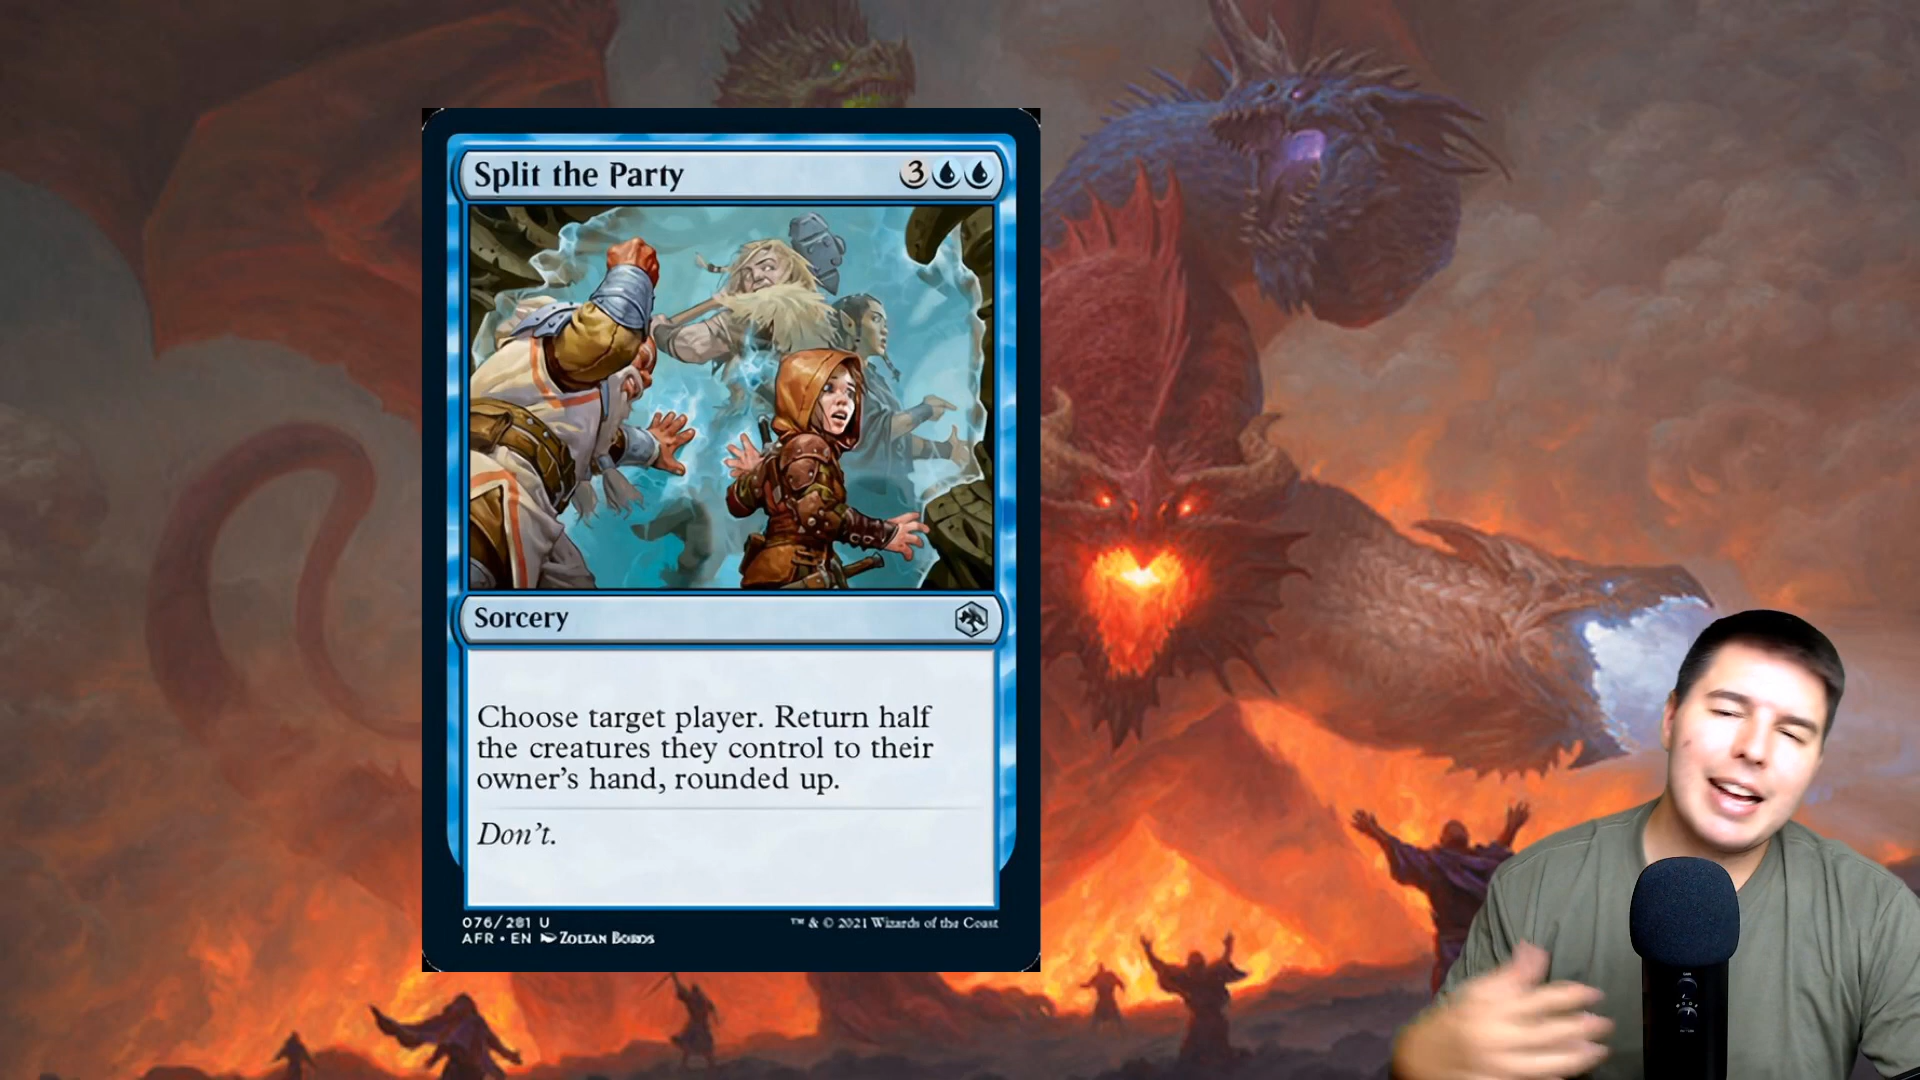 Split the Party
3
Sorcery
Choose target player. Return half
the creatures they control to their
owner's hand, rounded up.
Don't.
076/281 U
™ & © 2021 Wizards of the Coast
AFR • EN Zoltan Boros